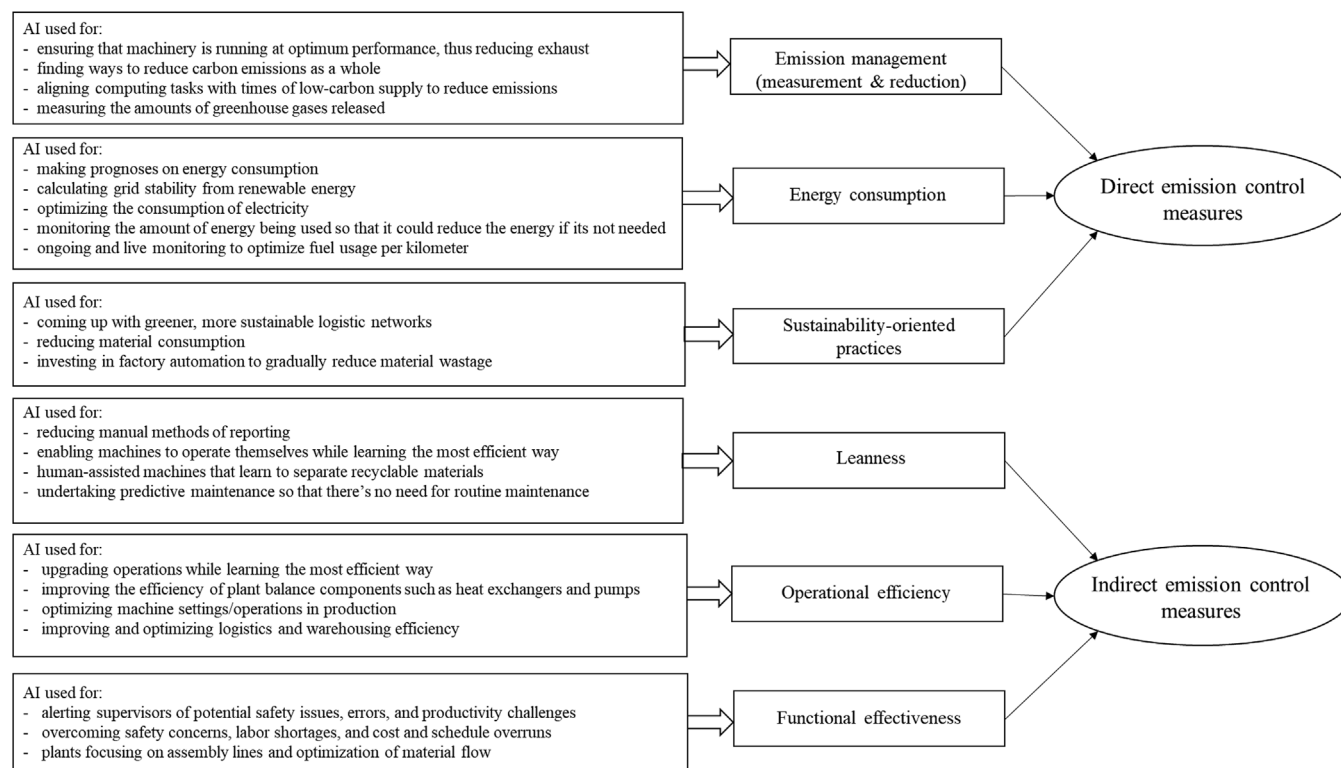 AI used for:
- ensuring that machinery is running at optimum performance, thus reducing exhaust
- finding ways to reduce carbon emissions as a whole
- aligning computing tasks with times of low-carbon supply to reduce emissions
- measuring the amounts of greenhouse gases released
Emission management
(measurement & reduction)
AI used for:
- making prognoses on energy consumption
- calculating grid stability from renewable energy
- optimizing the consumption of electricity
- monitoring the amount of energy being used so that it could reduce the energy if its not needed
- ongoing and live monitoring to optimize fuel usage per kilometer
Energy consumption
Direct emission control
measures
AI used for:
- coming up with greener, more sustainable logistic networks
- reducing material consumption
- investing in factory automation to gradually reduce material wastage
Sustainability-oriented
practices
AI used for:
- reducing manual methods of reporting
- enabling machines to operate themselves while learning the most efficient way
- human-assisted machines that learn to separate recyclable materials
- undertaking predictive maintenance so that there's no need for routine maintenance
Leanness
AI used for:
- upgrading operations while learning the most efficient way
- improving the efficiency of plant balance components such as heat exchangers and pumps
- optimizing machine settings/operations in production
- improving and optimizing logistics and warehousing efficiency
Operational efficiency
Indirect emission control
measures
AI used for:
- alerting supervisors of potential safety issues, errors, and productivity challenges
- overcoming safety concerns, labor shortages, and cost and schedule overruns
- plants focusing on assembly lines and optimization of material flow
Functional effectiveness